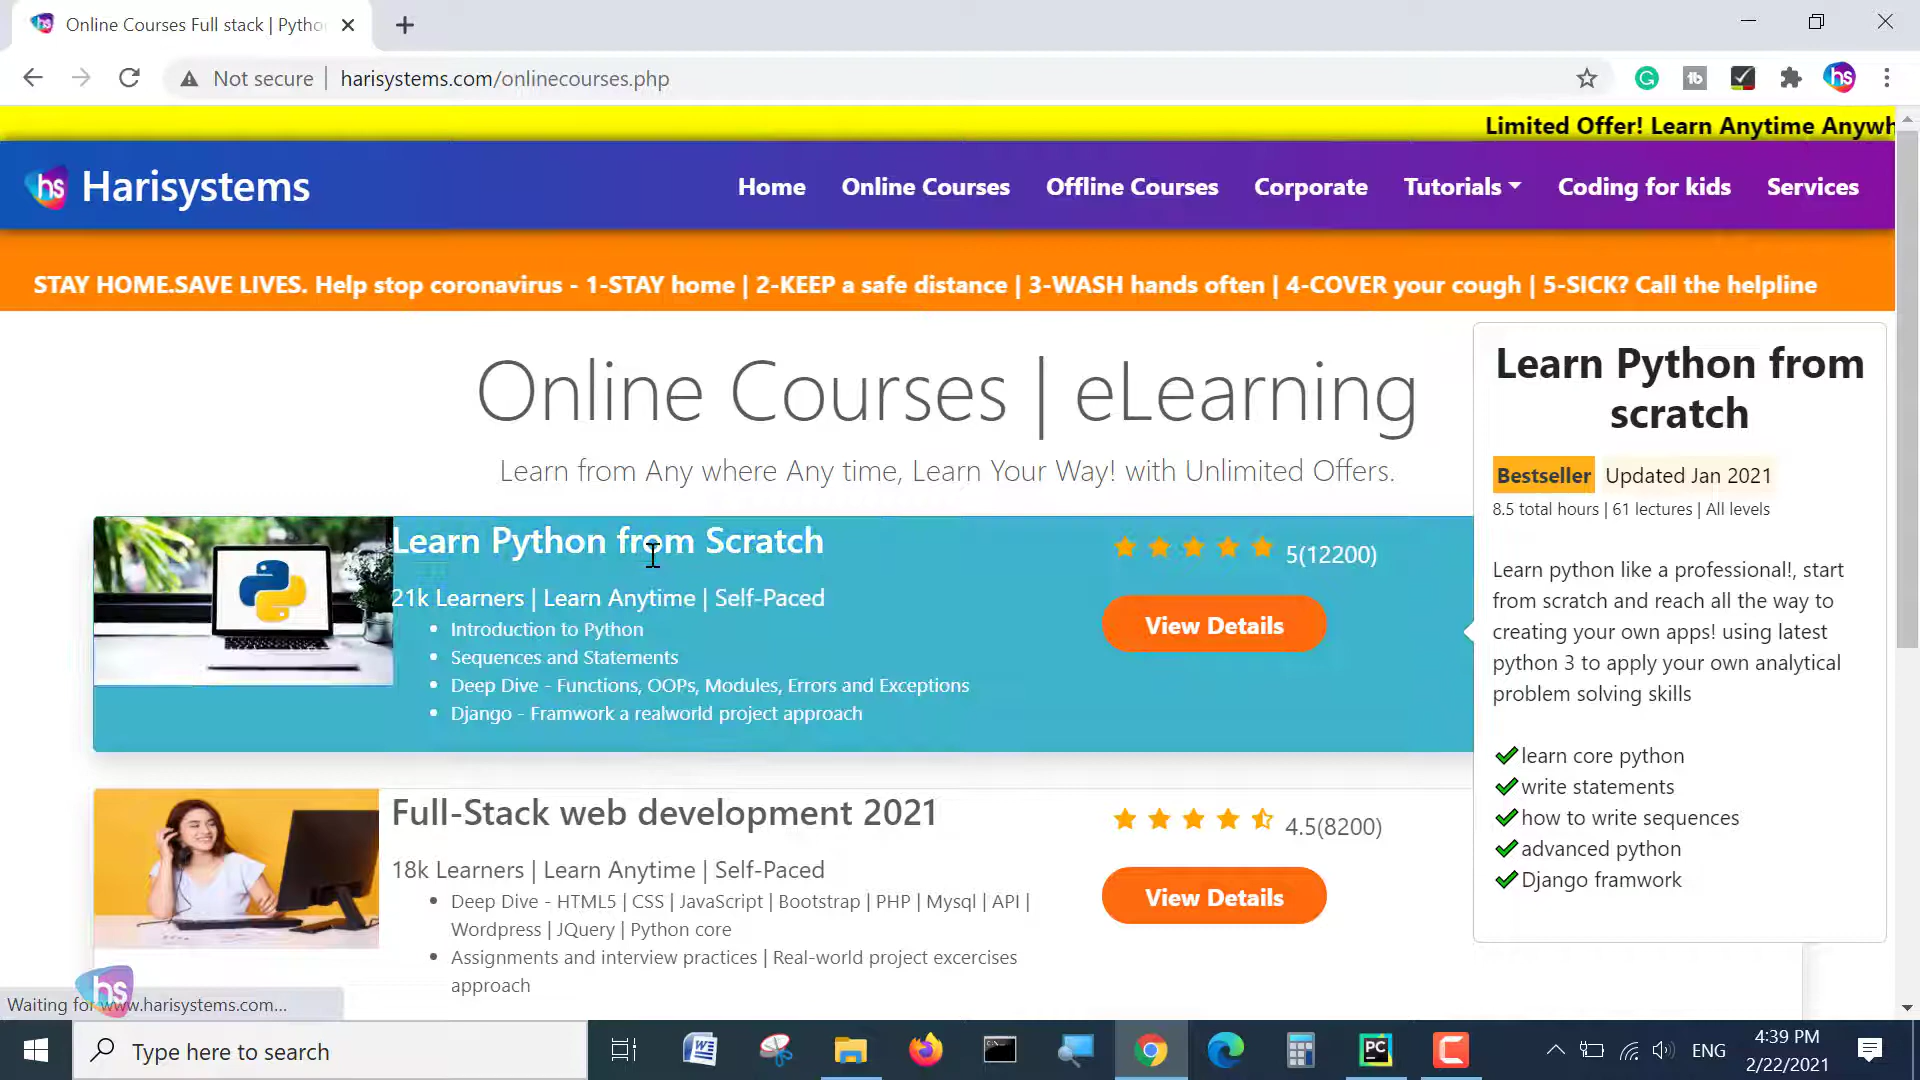 Online Courses Full stack | Pytho
Not secure
harisystems.com/onlinecourses.php
Limited Offer! Learn Anytime Anywh
hs Harisystems
Home
Online Courses
Offline Courses
Corporate
Tutorials
Coding for kids
Services
STAY HOME.SAVE LIVES. Help stop coronavirus - 1-STAY home | 2-KEEP a safe distance | 3-WASH hands often | 4-COVER your cough | 5-SICK? Call the helpline
Online Courses | eLearning
Learn from Any where Any time, Learn Your Way! with Unlimited Offers.
Learn Python from Scratch
21k Learners | Learn Anytime | Self-Paced
Introduction to Python
Sequences and Statements
Deep Dive - Functions, OOPs, Modules, Errors and Exceptions
Django - Framwork a realworld project approach
5(12200)
View Details
Full-Stack web development 2021
18k Learners | Learn Anytime | Self-Paced
Deep Dive - HTML5 | CSS | JavaScript | Bootstrap | PHP | Mysql | API |
Wordpress | JQuery | Python core
Assignments and interview practices | Real-world project excercises
approach
4.5(8200)
View Details
Learn Python from
scratch
Bestseller Updated Jan 2021
8.5 total hours | 61 lectures | All levels
Learn python like a professional!, start
from scratch and reach all the way to
creating your own apps! using latest
python 3 to apply your own analytical
problem solving skills
learn core python
write statements
how to write sequences
advanced python
Django framwork
hs
Waiting for www.harisystems.com...
Type here to search
PC
ENG
4:39 PM
2/22/2021